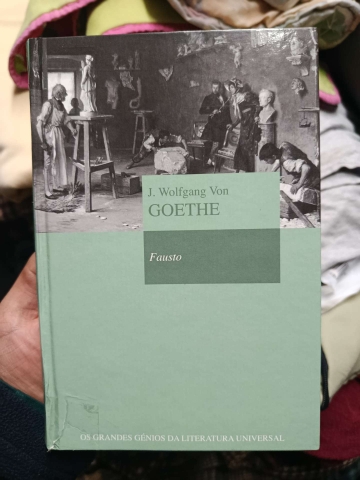 J. Wolfgang Von
GOETHE
Fausto
OS GRANDES GÉNIOS DA LITERATURA UNIVERSAL